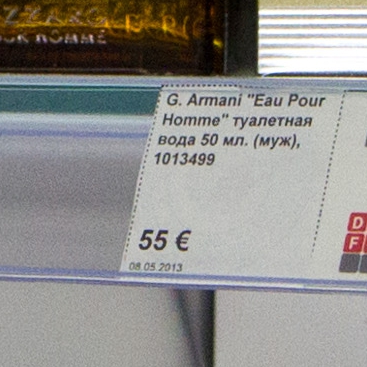 G. Armani "Eau Pour
Homme" туалетная
вода 50 мл. (муж),
1013499
55 €
08.05.2013
D
F